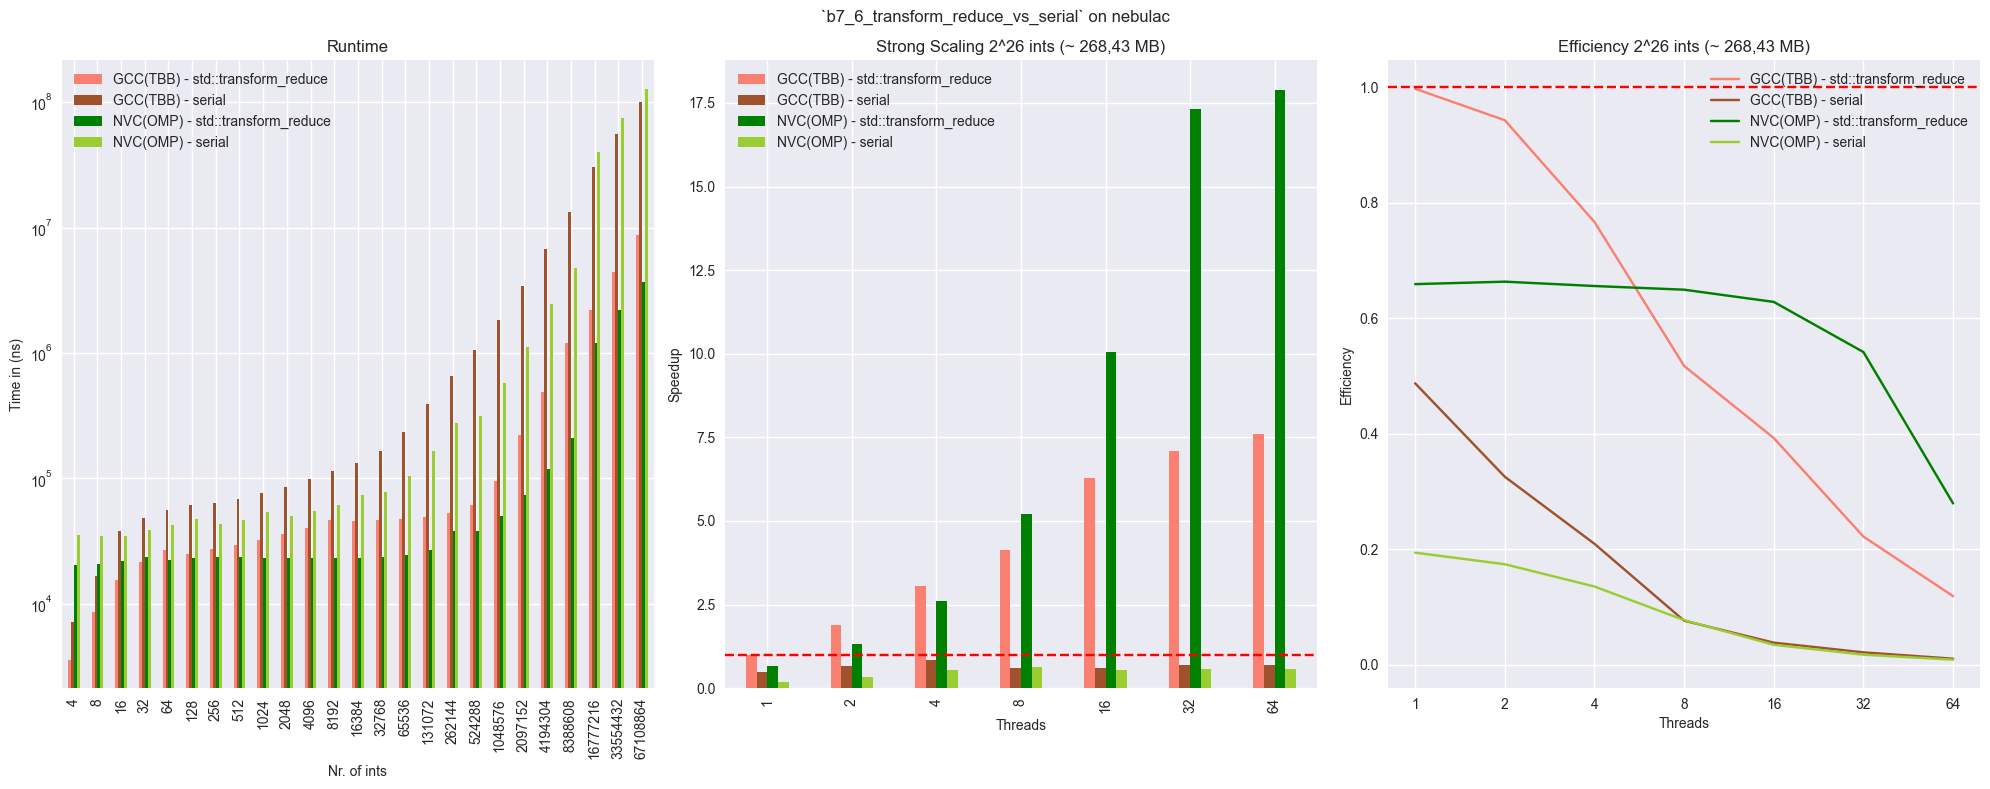 `b7_6_transform_reduce_vs_serial` on nebulac
Runtime
GCC(TBB) - std::transform_reduce
GCC(TBB) - serial
NVC(OMP) - std::transform_reduce
NVC(OMP) - serial
10^8
10^7
10^6
10^5
10^4
Time in (ns)
4 8 16 32 64 128 256 512 1024 2048 4096 8192 16384 32768 65536 131072 262144 524288 1048576 2097152 4194304 8388608 16777216 33554432 67108864
Nr. of ints
Strong Scaling 2^26 ints (~ 268,43 MB)
GCC(TBB) - std::transform_reduce
GCC(TBB) - serial
NVC(OMP) - std::transform_reduce
NVC(OMP) - serial
17.5
15.0
12.5
10.0
7.5
5.0
2.5
0.0
Speedup
1 2 4 8 16 32 64
Threads
Efficiency 2^26 ints (~ 268,43 MB)
GCC(TBB) - std::transform_reduce
GCC(TBB) - serial
NVC(OMP) - std::transform_reduce
NVC(OMP) - serial
1.0
0.8
0.6
0.4
0.2
0.0
Efficiency
1 2 4 8 16 32 64
Threads